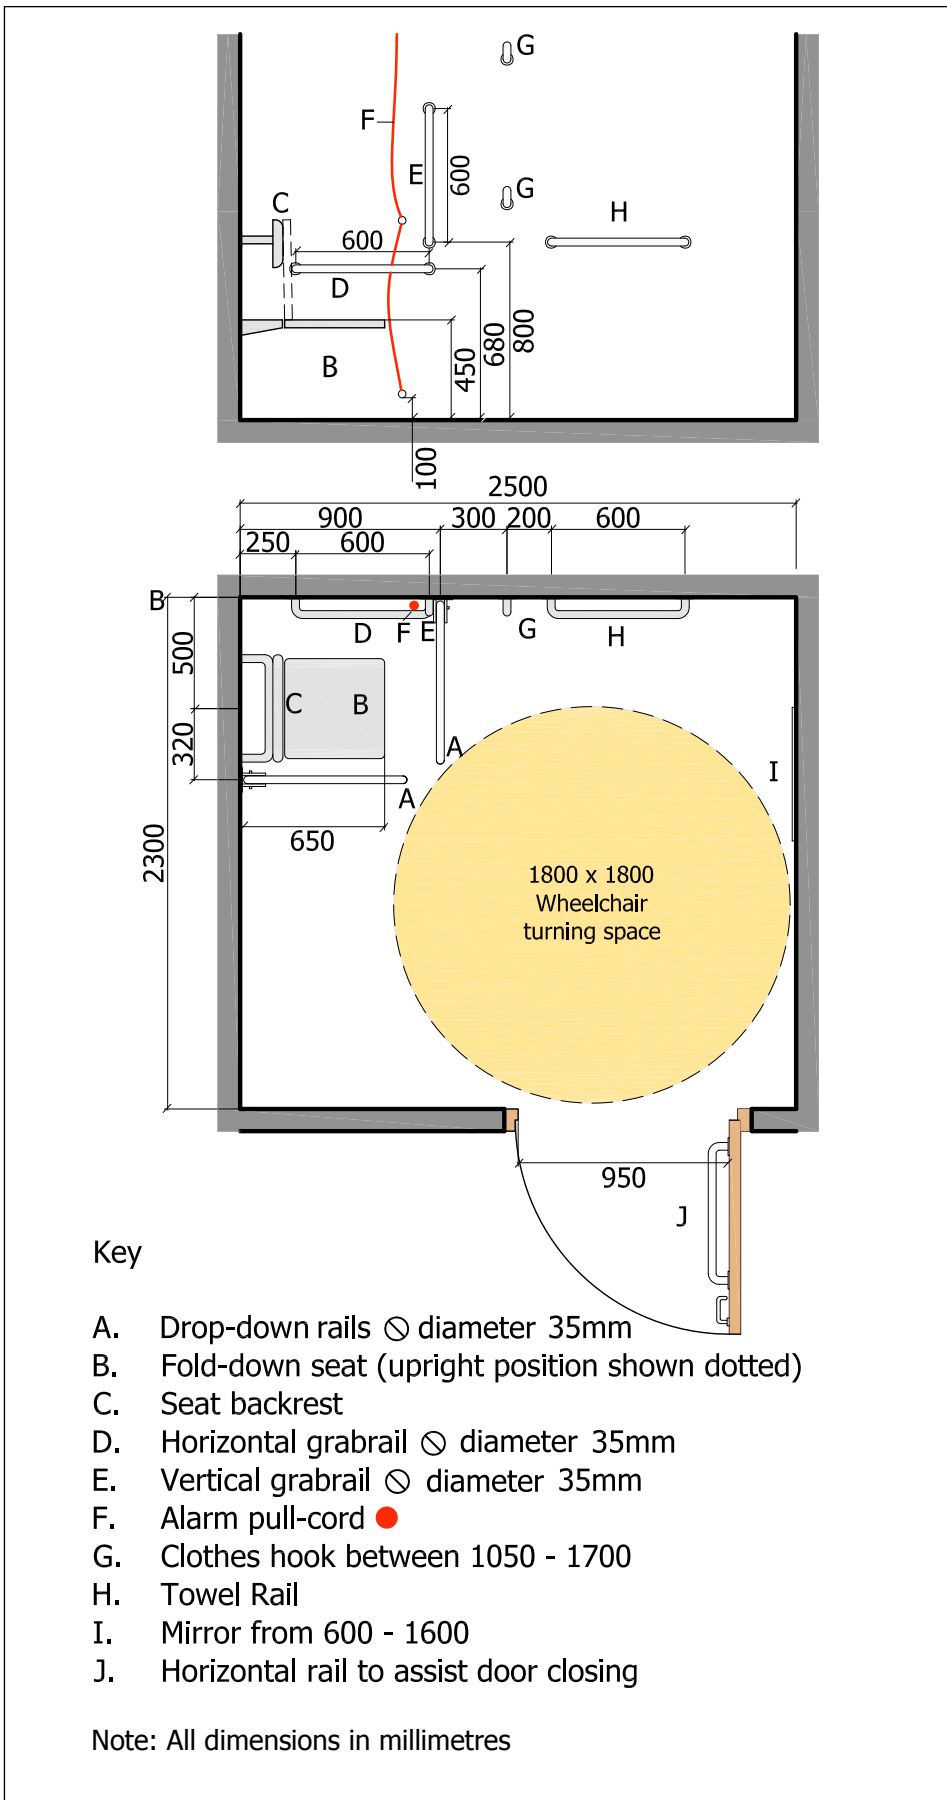 G
F
E
600
G
C
H
600
D
450
680
800
B
100
2500
900
300
200
600
250
600
B
D
F
E
G
H
500
C
B
A
320
A
I
650
2300
1800 x 1800
Wheelchair
turning space
950
J
Key
A. Drop-down rails ⦸ diameter 35mm
B. Fold-down seat (upright position shown dotted)
C. Seat backrest
D. Horizontal grabrail ⦸ diameter 35mm
E. Vertical grabrail ⦸ diameter 35mm
F. Alarm pull-cord
G. Clothes hook between 1050 - 1700
H. Towel Rail
I. Mirror from 600 - 1600
J. Horizontal rail to assist door closing
Note: All dimensions in millimetres